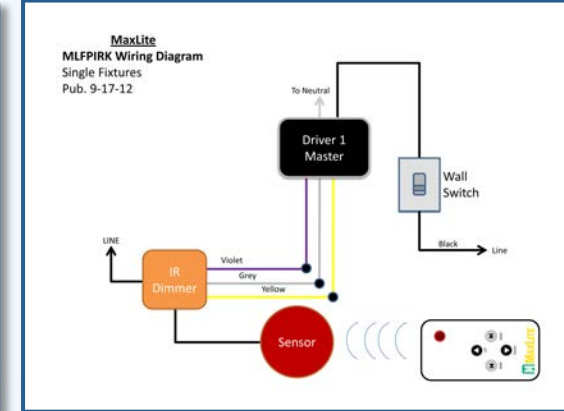 MaxLite
MLFPIRK Wiring Diagram
Single Fixtures
Pub. 9-17-12
To Neutral
Driver 1
Master
Wall
Switch
Black
Line
LINE
Violet
Grey
Yellow
IR
Dimmer
Sensor
MaxLite